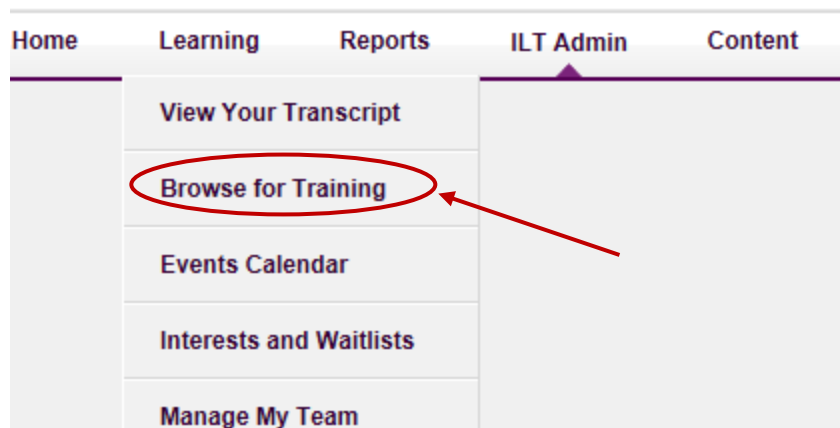 Home Learning Reports ILT Admin Content
View Your Transcript
Browse for Training
Events Calendar
Interests and Waitlists
Manage My Team